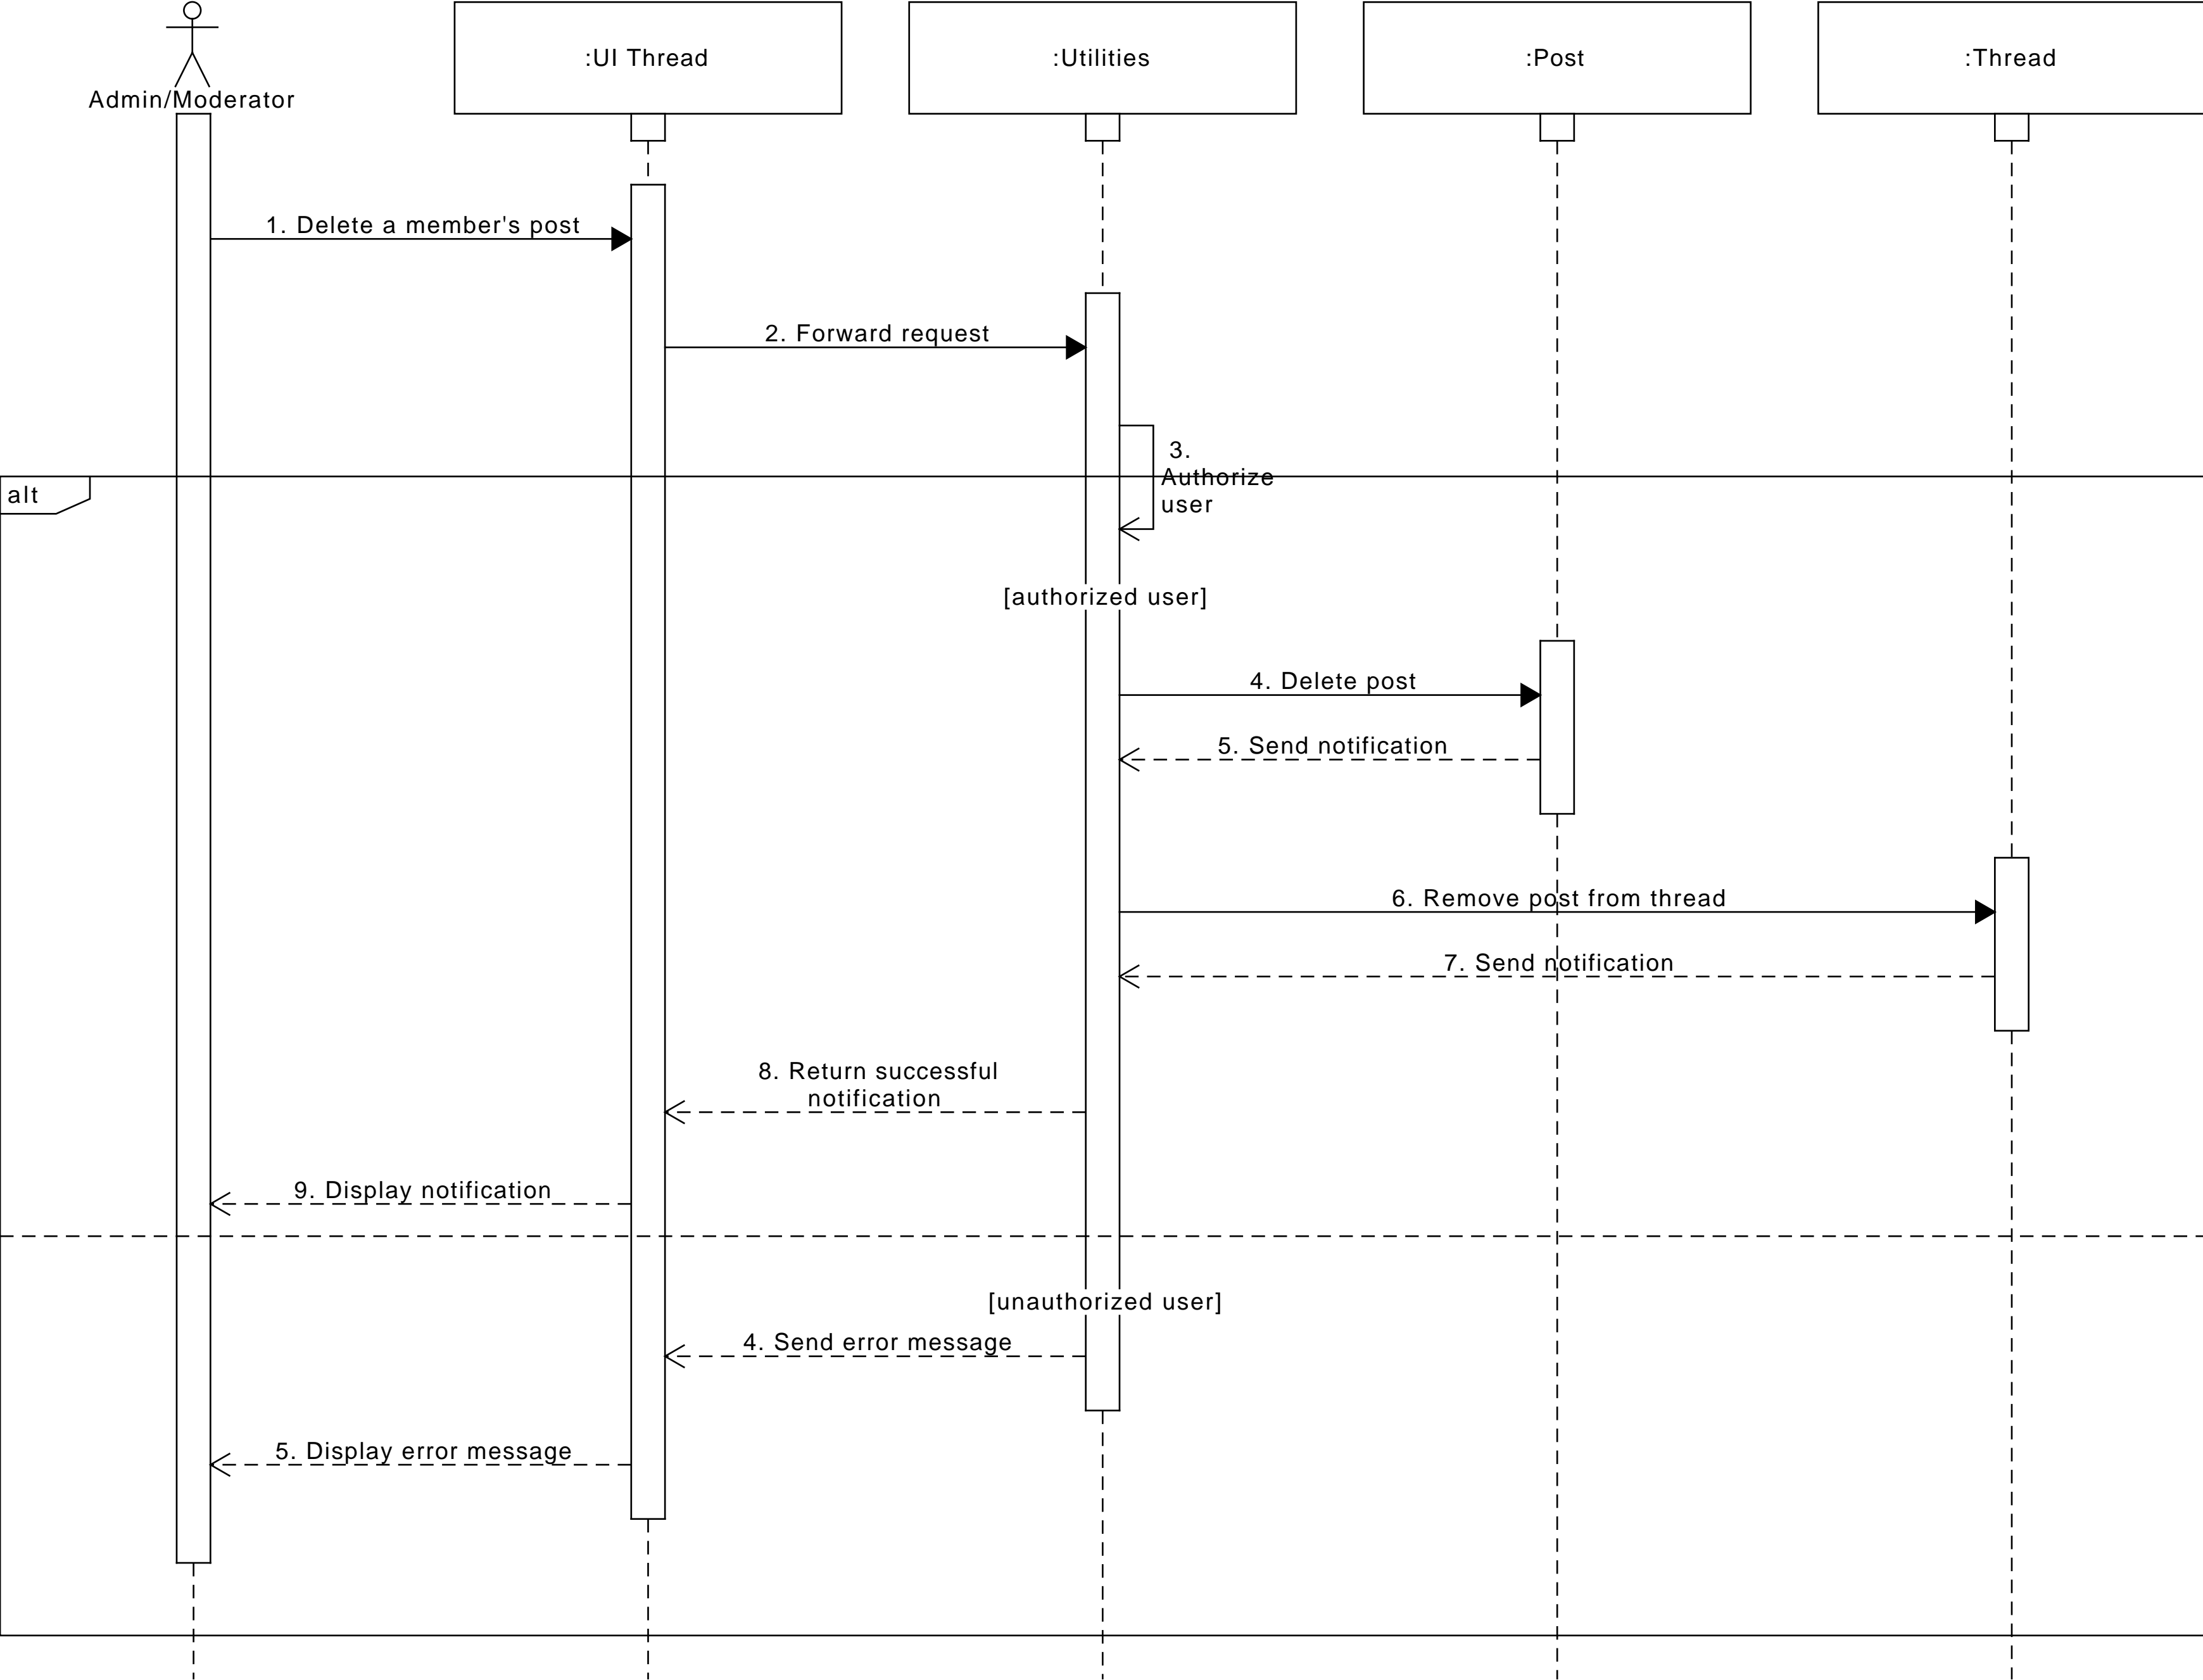 :UI Thread
:Utilities
:Post
:Thread
Admin/Moderator
1. Delete a member's post
2. Forward request
3.
Authorize
user
alt
[authorized user]
4. Delete post
5. Send notification
6. Remove post from thread
7. Send notification
8. Return successful
notification
9. Display notification
[unauthorized user]
4. Send error message
5. Display error message